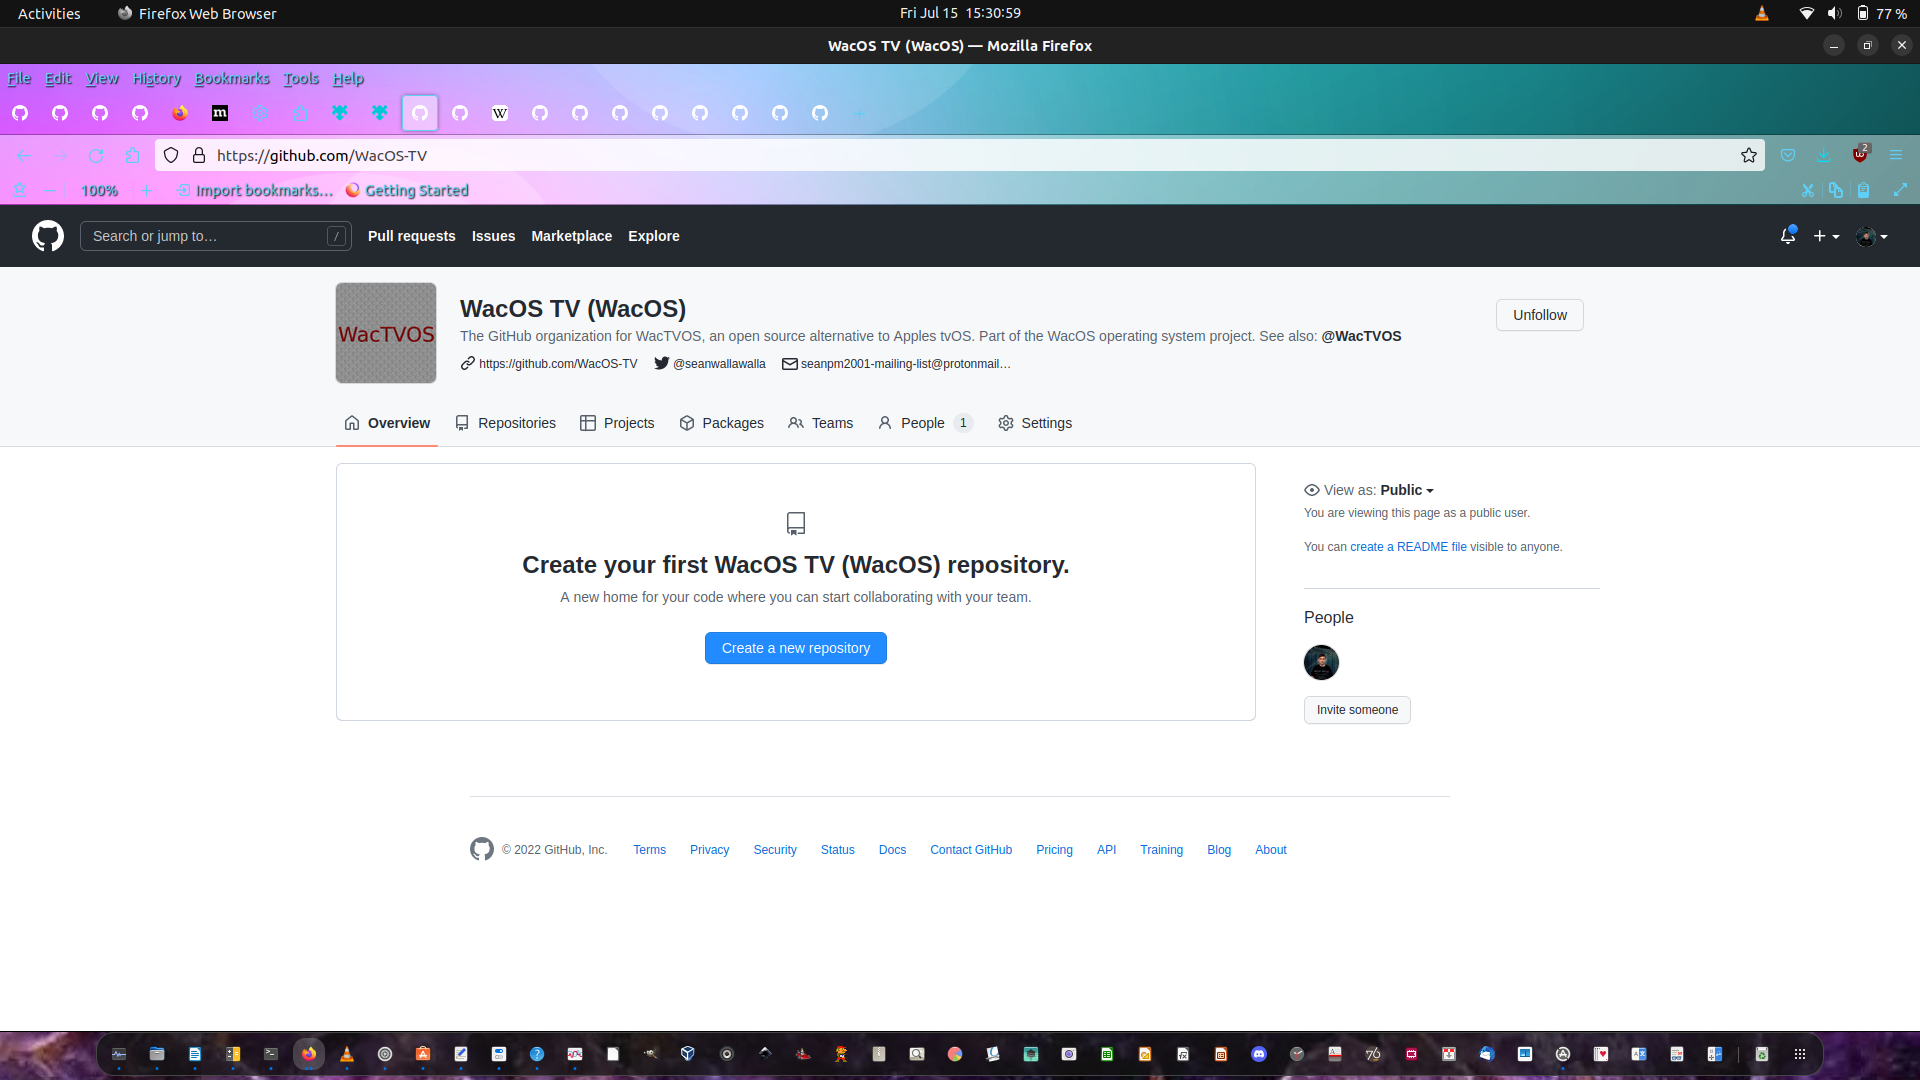 Activities
Firefox Web Browser
Fri Jul 15 15:30:59
77 %
WacOS TV (WacOS) — Mozilla Firefox
File Edit View History Bookmarks Tools Help
m
W
https://github.com/WacOS-TV
2
100%
Import bookmarks...
Getting Started
Search or jump to…
/
Pull requests Issues Marketplace Explore
WacTVOS
WacOS TV (WacOS)
Unfollow
The GitHub organization for WacTVOS, an open source alternative to Apples tvOS. Part of the WacOS operating system project. See also: @WacTVOS
https://github.com/WacOS-TV @seanwallawalla seanpm2001-mailing-list@protonmail…
Overview Repositories Projects Packages Teams People 1 Settings
Create your first WacOS TV (WacOS) repository.
A new home for your code where you can start collaborating with your team.
Create a new repository
View as: Public
You are viewing this page as a public user.
You can create a README file visible to anyone.
People
Invite someone
© 2022 GitHub, Inc. Terms Privacy Security Status Docs Contact GitHub Pricing API Training Blog About